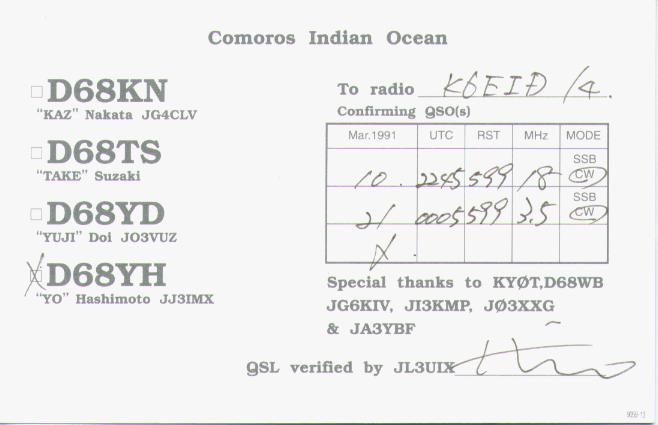 Comoros Indian Ocean
D68KN
"KAZ" Nakata JG4CLV
D68TS
"TAKE" Suzaki
D68YD
"YUJI" Doi JO3VUZ
D68YH
"YO" Hashimoto JJ3IMX
To radio K6EID /4.
Confirming QSO(s)
Mar.1991 UTC RST MHz MODE
10. 2245 599 18 SSB CW
21 0005 599 3.5 SSB CW
Special thanks to KYØT,D68WB
JG6KIV, JI3KMP, JØ3XXG
& JA3YBF
QSL verified by JL3UIX